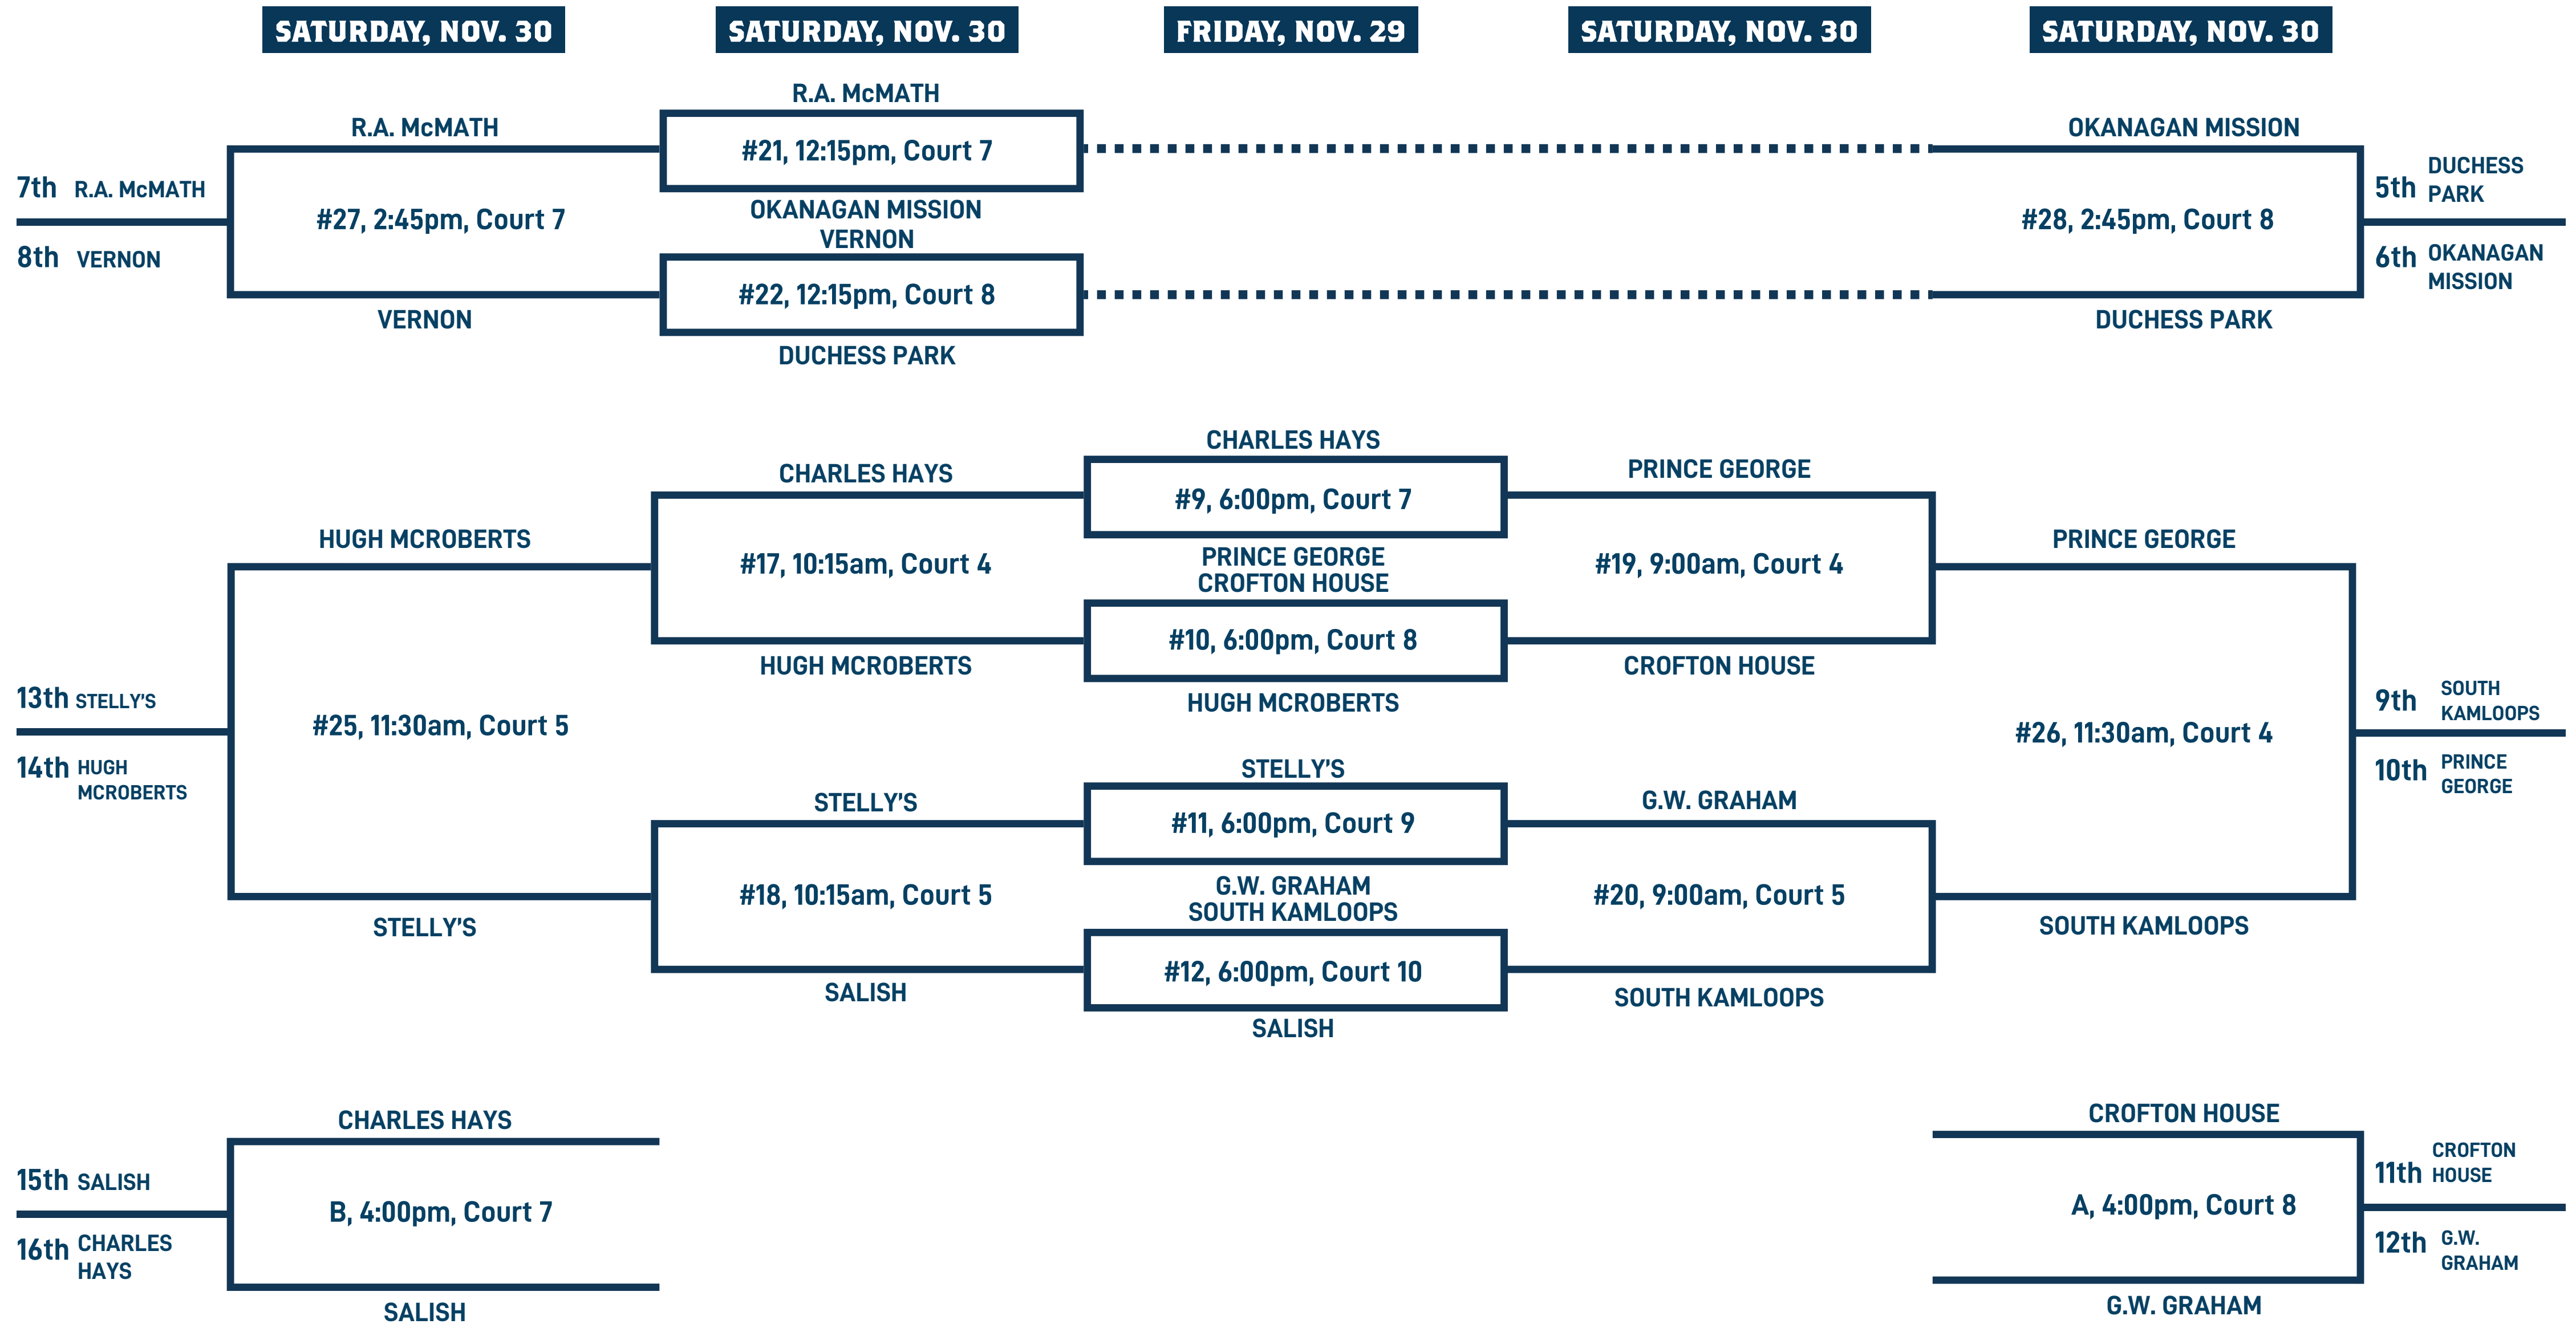 SATURDAY, NOV. 30
SATURDAY, NOV. 30
FRIDAY, NOV. 29
SATURDAY, NOV. 30
SATURDAY, NOV. 30
R.A. McMATH
R.A. McMATH
OKANAGAN MISSION
#21, 12:15pm, Court 7
7th R.A. McMATH
5th DUCHESS
PARK
#27, 2:45pm, Court 7
OKANAGAN MISSION
VERNON
#28, 2:45pm, Court 8
8th VERNON
6th OKANAGAN
MISSION
#22, 12:15pm, Court 8
VERNON
DUCHESS PARK
DUCHESS PARK
CHARLES HAYS
CHARLES HAYS
PRINCE GEORGE
#9, 6:00pm, Court 7
HUGH MCROBERTS
PRINCE GEORGE
#17, 10:15am, Court 4
PRINCE GEORGE
CROFTON HOUSE
#19, 9:00am, Court 4
#10, 6:00pm, Court 8
HUGH MCROBERTS
CROFTON HOUSE
HUGH MCROBERTS
13th STELLY'S
9th SOUTH
KAMLOOPS
#25, 11:30am, Court 5
#26, 11:30am, Court 4
14th HUGH
MCROBERTS
10th PRINCE
GEORGE
STELLY'S
STELLY'S
G.W. GRAHAM
#11, 6:00pm, Court 9
#18, 10:15am, Court 5
G.W. GRAHAM
SOUTH KAMLOOPS
#20, 9:00am, Court 5
STELLY'S
SOUTH KAMLOOPS
#12, 6:00pm, Court 10
SALISH
SOUTH KAMLOOPS
SALISH
CHARLES HAYS
CROFTON HOUSE
15th SALISH
11th CROFTON
HOUSE
B, 4:00pm, Court 7
A, 4:00pm, Court 8
16th CHARLES
HAYS
12th G.W.
GRAHAM
SALISH
G.W. GRAHAM